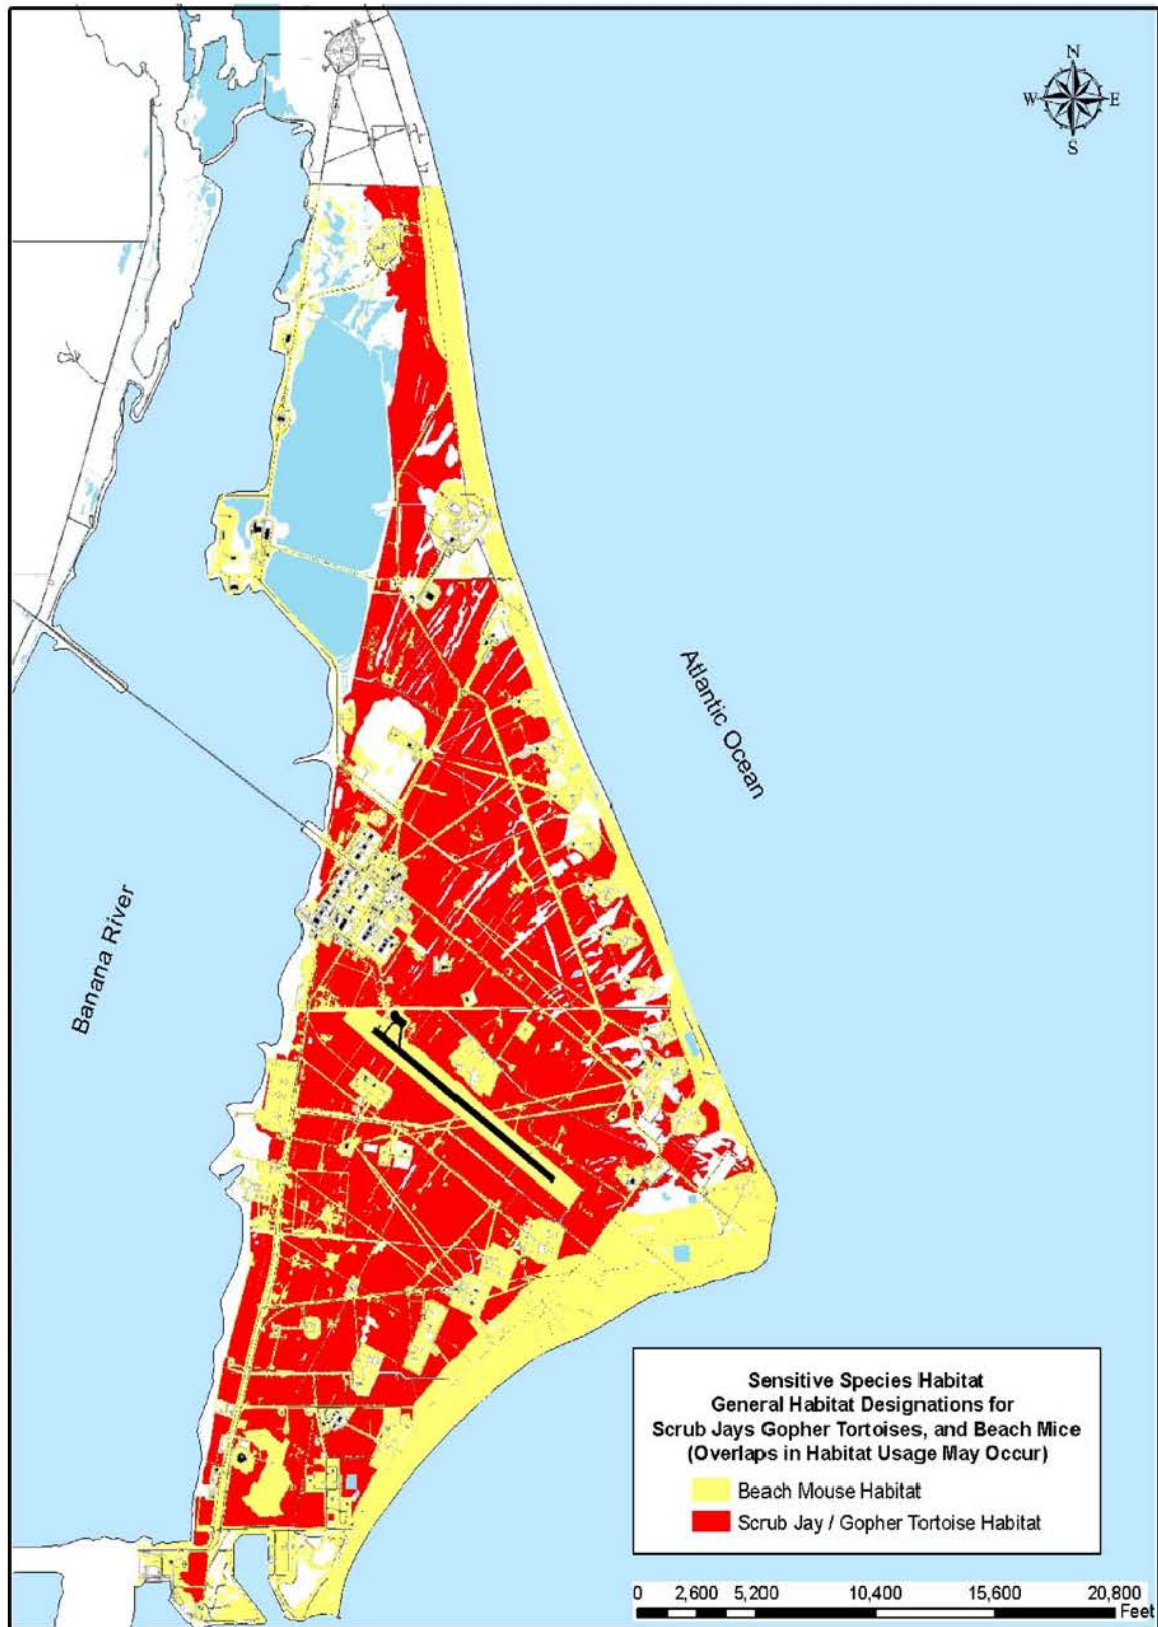 N
W E
S
Atlantic Ocean
Banana River
Sensitive Species Habitat
General Habitat Designations for
Scrub Jays Gopher Tortoises, and Beach Mice
(Overlaps in Habitat Usage May Occur)
Beach Mouse Habitat
Scrub Jay / Gopher Tortoise Habitat
0 2,600 5,200 10,400 15,600 20,800
Feet